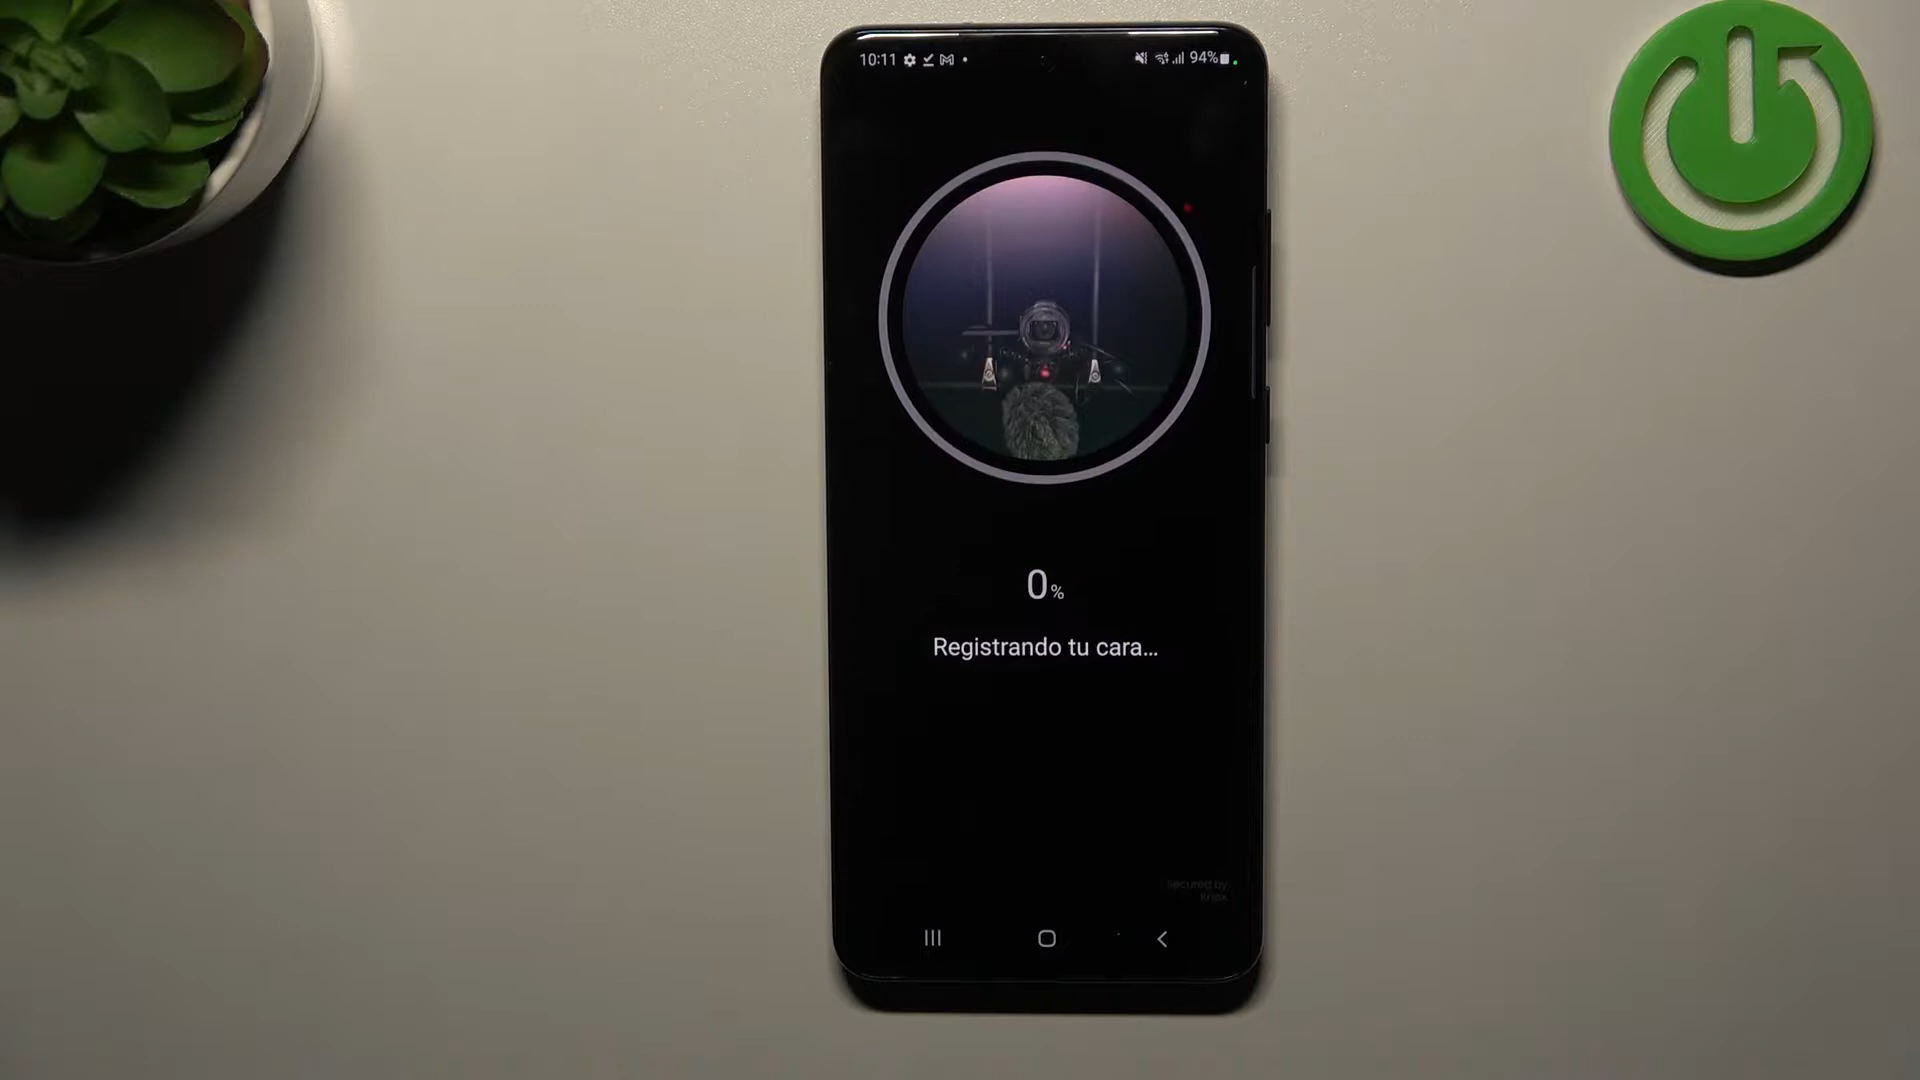 10:11 94%
0%
Registrando tu cara...
Secured by
Knox